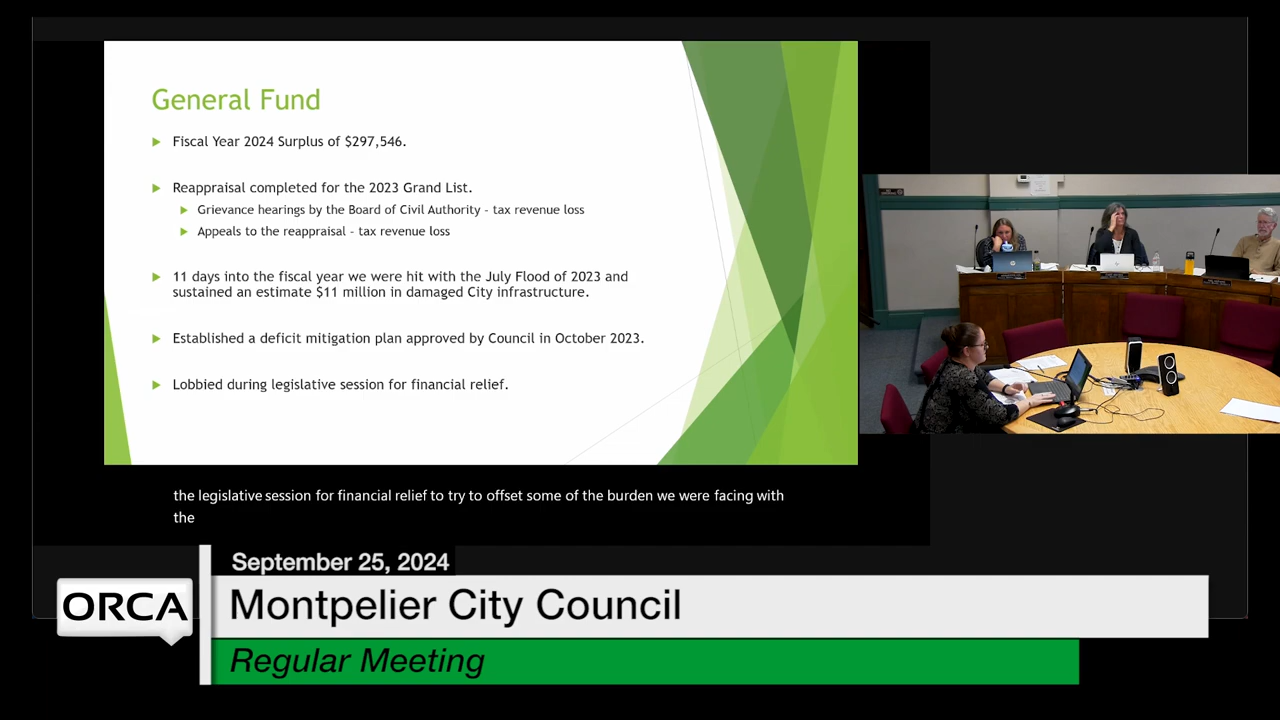 General Fund
Fiscal Year 2024 Surplus of $297,546.
Reappraisal completed for the 2023 Grand List.
Grievance hearings by the Board of Civil Authority - tax revenue loss
Appeals to the reappraisal - tax revenue loss
11 days into the fiscal year we were hit with the July Flood of 2023 and
sustained an estimate $11 million in damaged City infrastructure.
Established a deficit mitigation plan approved by Council in October 2023.
Lobbied during legislative session for financial relief.
the legislative session for financial relief to try to offset some of the burden we were facing with
the
September 25, 2024
ORCA
Montpelier City Council
Regular Meeting